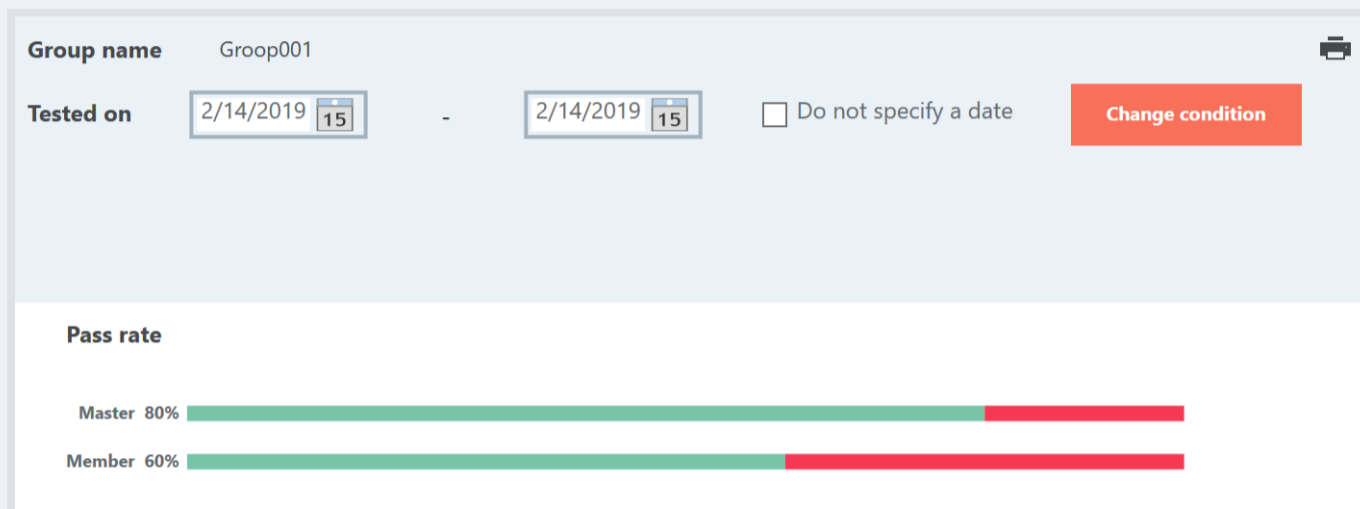 Group name Groop001
Tested on 2/14/2019 15 - 2/14/2019 15 Do not specify a date Change condition
Pass rate
Master 80%
Member 60%